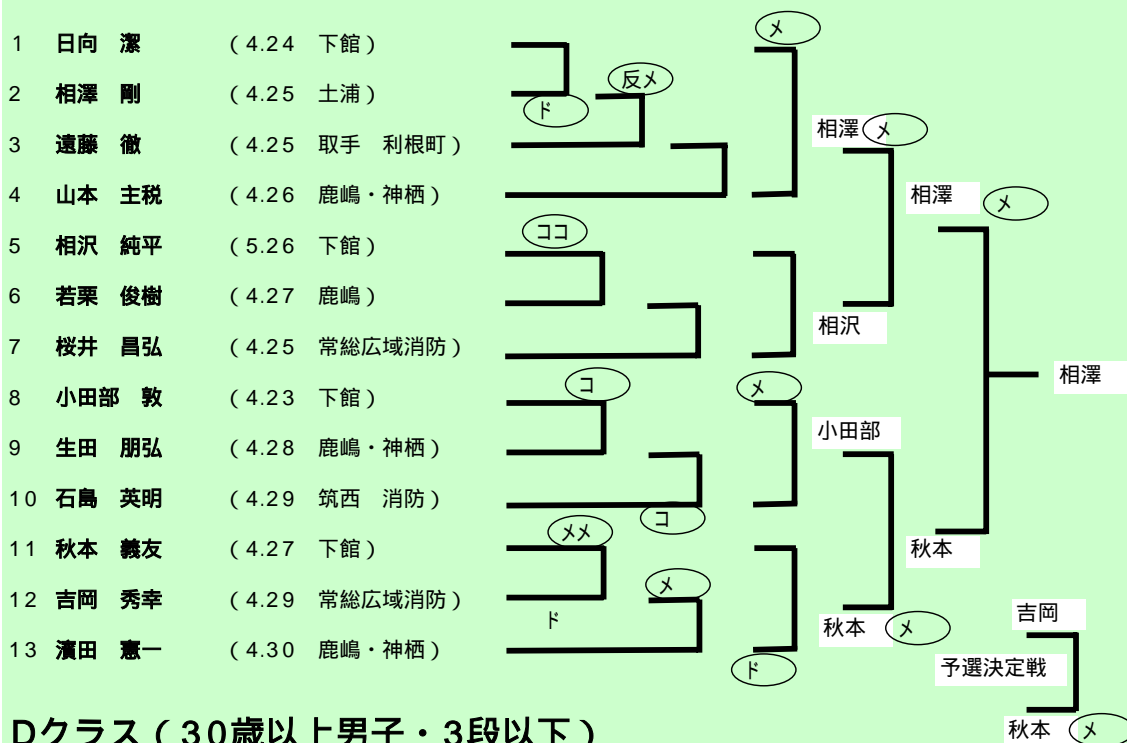 1 日向 潔 (4.24 下館)
2 相澤 剛 (4.25 土浦)
3 遠藤 徹 (4.25 取手 利根町)
4 山本 主税 (4.26 鹿嶋・神栖)
5 相沢 純平 (5.26 下館)
6 若栗 俊樹 (4.27 鹿嶋)
7 桜井 昌弘 (4.25 常総広域消防)
8 小田部 敦 (4.23 下館)
9 生田 朋弘 (4.28 鹿嶋・神栖)
10 石島 英明 (4.29 筑西 消防)
11 秋本 義友 (4.27 下館)
12 吉岡 秀幸 (4.29 常総広域消防)
13 濱田 憲一 (4.30 鹿嶋・神栖)
ド
反メ
ココ
コ
コ
メメ
ド
メ
メ
メ
ド
相澤 メ
相沢
小田部
秋本 メ
相澤 メ
秋本
相澤
吉岡
予選決定戦
秋本 メ
Dクラス(30歳以上男子・3段以下)